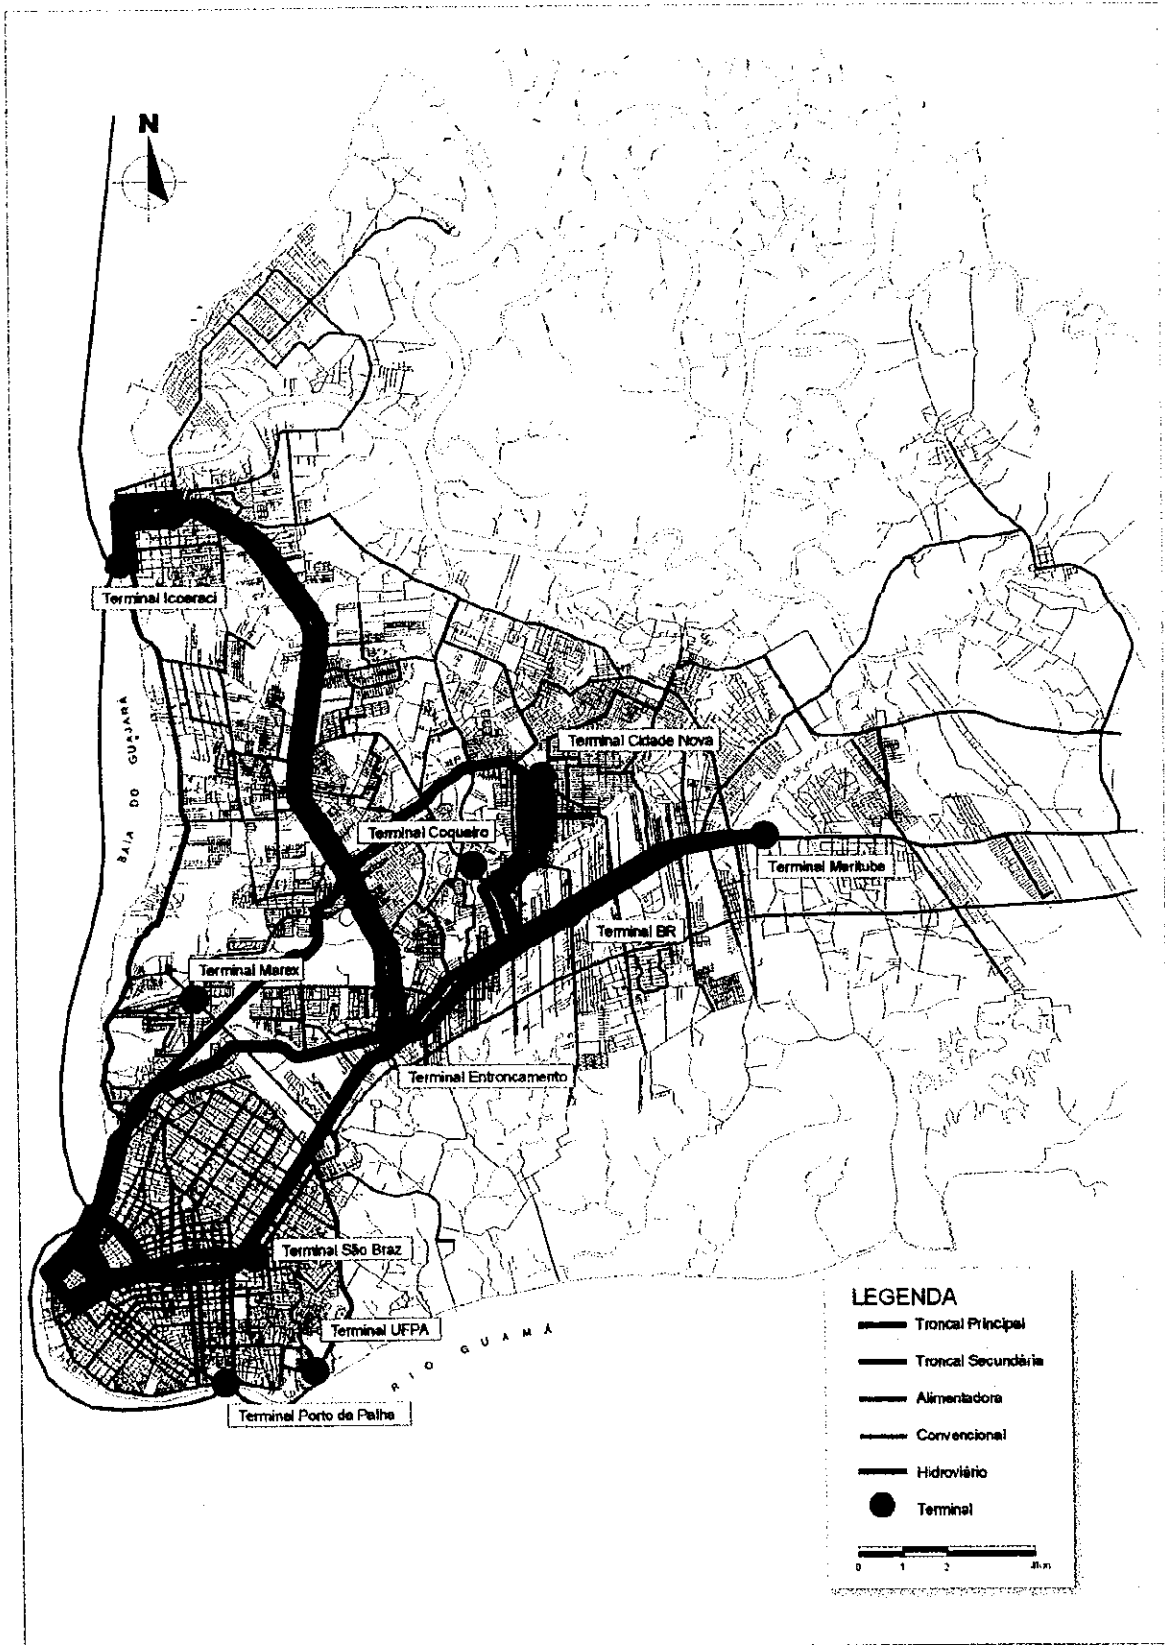 N
Terminal Icoaraci
BAIA DO GUAJARÁ
Terminal Cidade Nova
Terminal Coqueiro
Terminal Marituba
Terminal BR
Terminal Marex
Terminal Entroncamento
Terminal São Braz
Terminal UFPA
RIO GUAMÁ
Terminal Porto da Palha
LEGENDA
Troncal Principal
Troncal Secundária
Alimentadora
Convencional
Hidroviário
Terminal
0 1 2